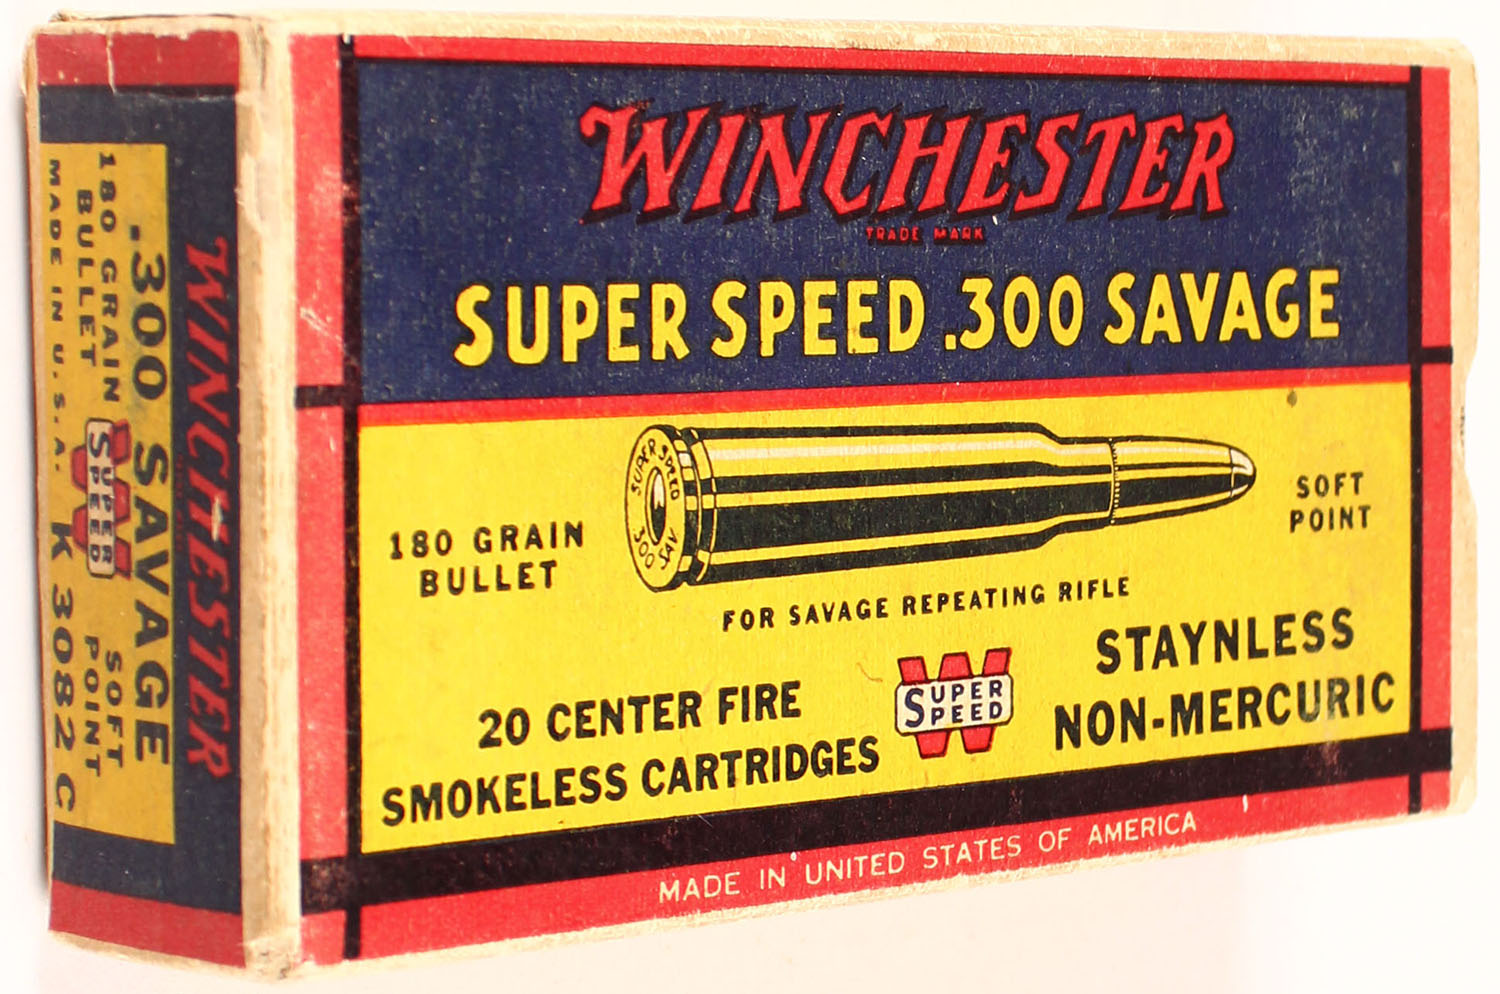 WINCHESTER
TRADE MARK
SUPER SPEED .300 SAVAGE
SUPER SPEED
300 SAV
180 GRAIN
BULLET
SOFT
POINT
FOR SAVAGE REPEATING RIFLE
20 CENTER FIRE
SMOKELESS CARTRIDGES
SUPER
SPEED
STAYNLESS
NON-MERCURIC
MADE IN UNITED STATES OF AMERICA
WINCHESTER
.300 SAVAGE
180 GRAIN
BULLET
SUPER
SPEED
SOFT
POINT
MADE IN U.S.A. K 3082 C